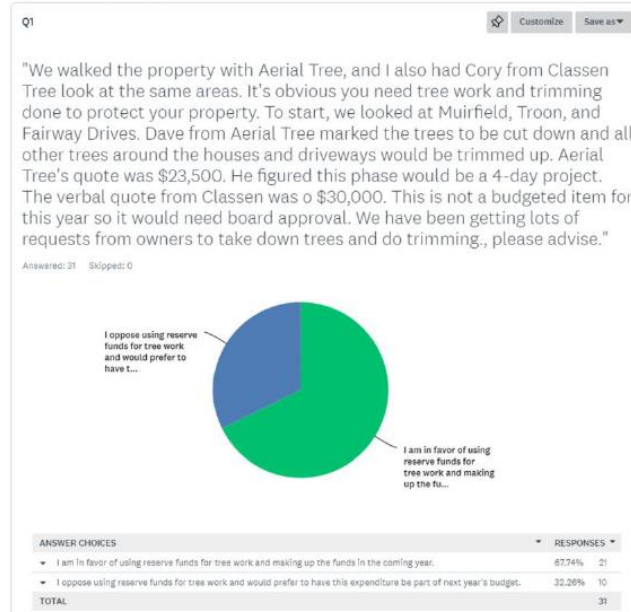 Q1
Customize
Save as
"We walked the property with Aerial Tree, and I also had Cory from Classen
Tree look at the same areas. It's obvious you need tree work and trimming
done to protect your property. To start, we looked at Muirfield, Troon, and
Fairway Drives. Dave from Aerial Tree marked the trees to be cut down and all
other trees around the houses and driveways would be trimmed up. Aerial
Tree's quote was $23,500. He figured this phase would be a 4-day project.
The verbal quote from Classen was o $30,000. This is not a budgeted item for
this year so it would need board approval. We have been getting lots of
requests from owners to take down trees and do trimming., please advise."
Answered: 31 Skipped: 0
I oppose using reserve
funds for tree work
and would prefer to
have t...
I am in favor of using
reserve funds for
tree work and making
up the fu...
ANSWER CHOICES RESPONSES
I am in favor of using reserve funds for tree work and making up the funds in the coming year. 67.74% 21
I oppose using reserve funds for tree work and would prefer to have this expenditure be part of next year's budget. 32.26% 10
TOTAL 31